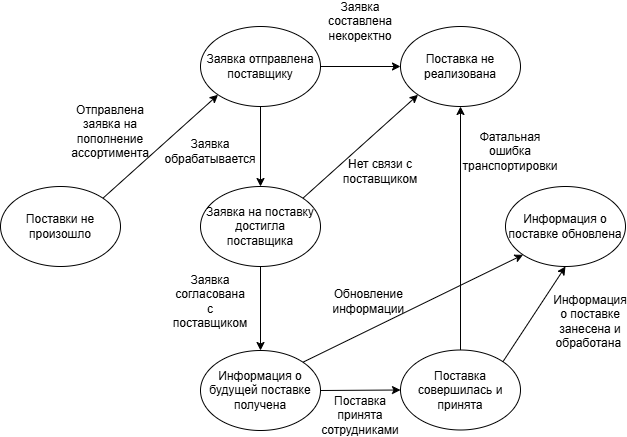 Заявка
составлена
некоректно
Заявка отправлена
поставщику
Поставка не
реализована
Отправлена
заявка на
пополнение
ассортимента
Заявка
обрабатывается
Нет связи с
поставщиком
Фатальная
ошибка
транспортировки
Поставки не
произошло
Заявка на поставку
достигла
поставщика
Информация о
поставке обновлена
Заявка
согласована
с
поставщиком
Обновление
информации
Информация
о поставке
занесена и
обработана
Информация о
будущей поставке
получена
Поставка
принята
сотрудниками
Поставка
совершилась и
принята